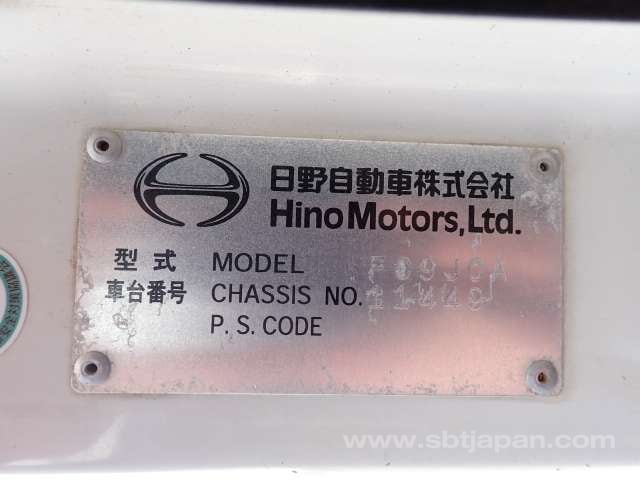 日野自動車株式会社
Hino Motors, Ltd.
型式 MODEL
車台番号 CHASSIS NO.
P. S. CODE
www.sbtjapan.com